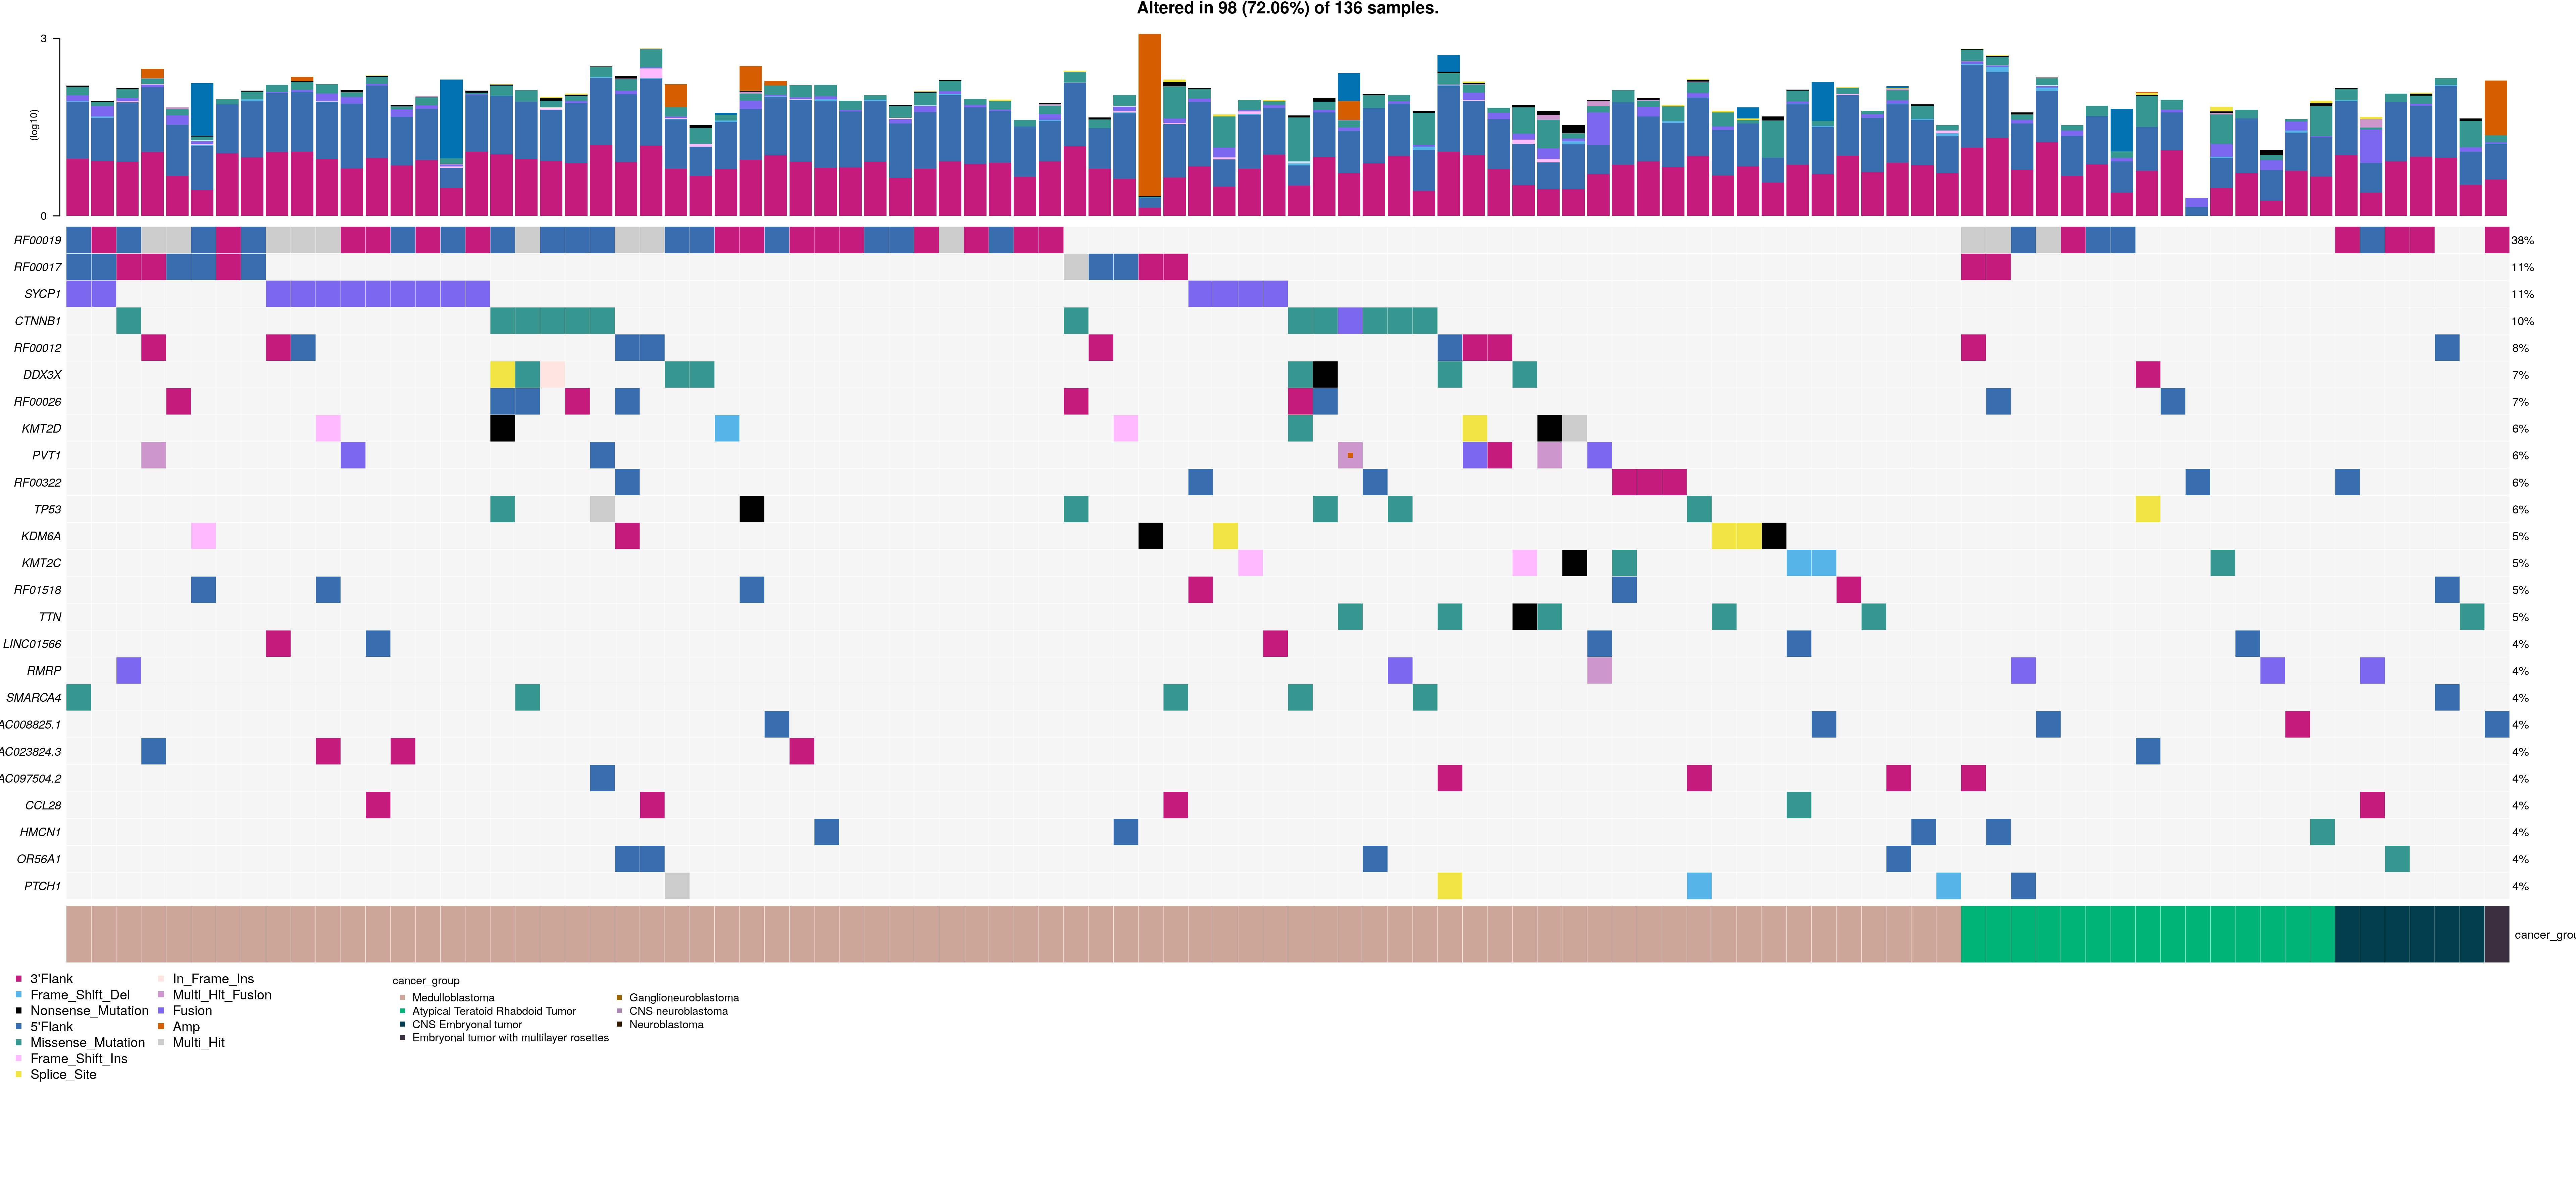 Altered in 98 (72.06%) of 136 samples.
3
(log10)
0
RF00019 38%
RF00017 11%
SYCP1 11%
CTNNB1 10%
RF00012 8%
DDX3X 7%
RF00026 7%
KMT2D 6%
PVT1 6%
RF00322 6%
TP53 6%
KDM6A 5%
KMT2C 5%
RF01518 5%
TTN 5%
LINC01566 4%
RMRP 4%
SMARCA4 4%
AC008825.1 4%
AC023824.3 4%
AC097504.2 4%
CCL28 4%
HMCN1 4%
OR56A1 4%
PTCH1 4%
cancer_grou
3'Flank
Frame_Shift_Del
Nonsense_Mutation
5'Flank
Missense_Mutation
Frame_Shift_Ins
Splice_Site
In_Frame_Ins
Multi_Hit_Fusion
Fusion
Amp
Multi_Hit
cancer_group
Medulloblastoma
Atypical Teratoid Rhabdoid Tumor
CNS Embryonal tumor
Embryonal tumor with multilayer rosettes
Ganglioneuroblastoma
CNS neuroblastoma
Neuroblastoma